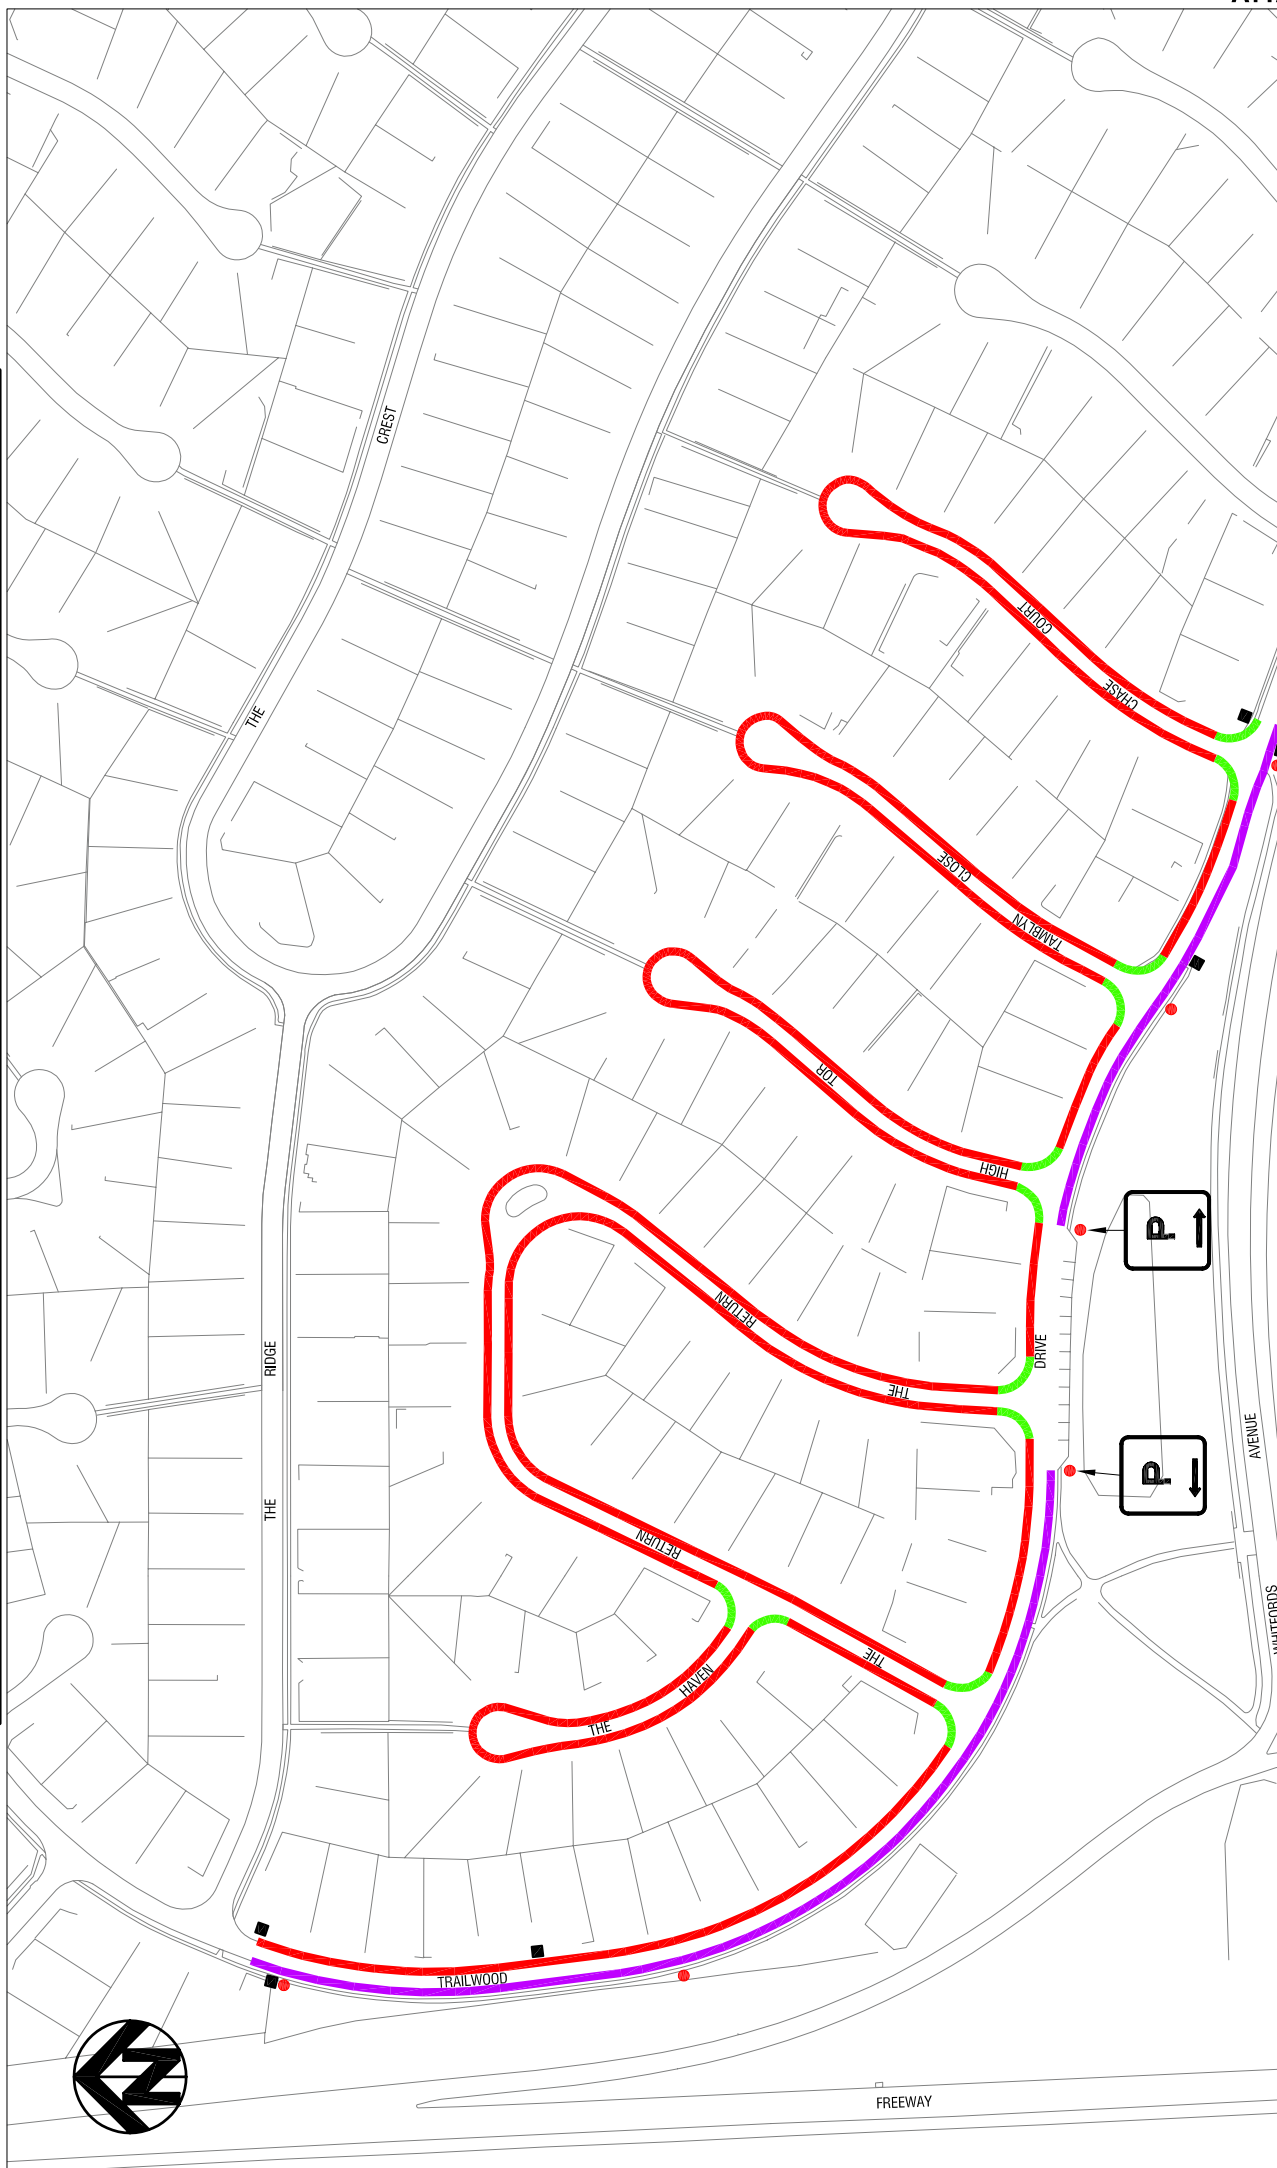 CREST
THE
COURT
CHASE
CLOSE
TAMBLYN
TOR
HIGH
P
RETURN
THE
DRIVE
RIDGE
THE
P
AVENUE
RETURN
THE
HAVEN
THE
WHITFORDS
TRAILWOOD
N
FREEWAY